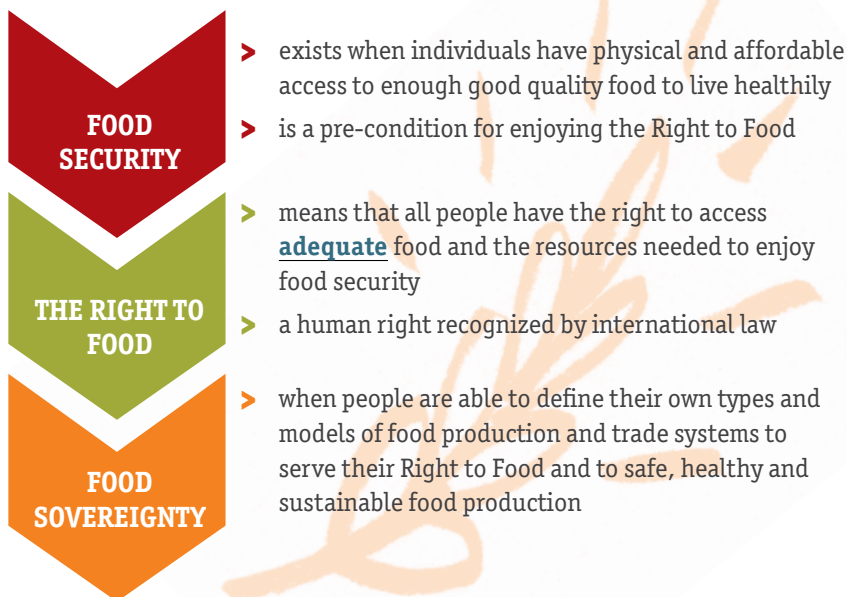 FOOD
SECURITY
> exists when individuals have physical and affordable
access to enough good quality food to live healthily
> is a pre-condition for enjoying the Right to Food
THE RIGHT TO
FOOD
> means that all people have the right to access
adequate food and the resources needed to enjoy
food security
> a human right recognized by international law
FOOD
SOVEREIGNTY
> when people are able to define their own types and
models of food production and trade systems to
serve their Right to Food and to safe, healthy and
sustainable food production